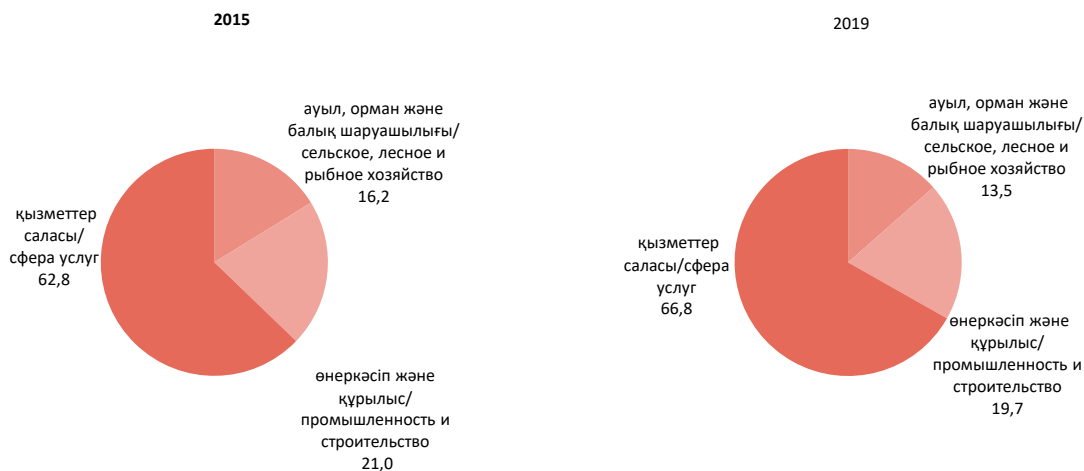 2015
ауыл, орман және
балық шаруашылығы/
сельское, лесное и
рыбное хозяйство
16,2
қызметтер
саласы/
сфера услуг
62,8
өнеркәсіп және
құрылыс/
промышленность и
строительство
21,0
2019
ауыл, орман және
балық шаруашылығы/
сельское, лесное и
рыбное хозяйство
13,5
қызметтер
саласы/сфера
услуг
66,8
өнеркәсіп және
құрылыс/
промышленность и
строительство
19,7